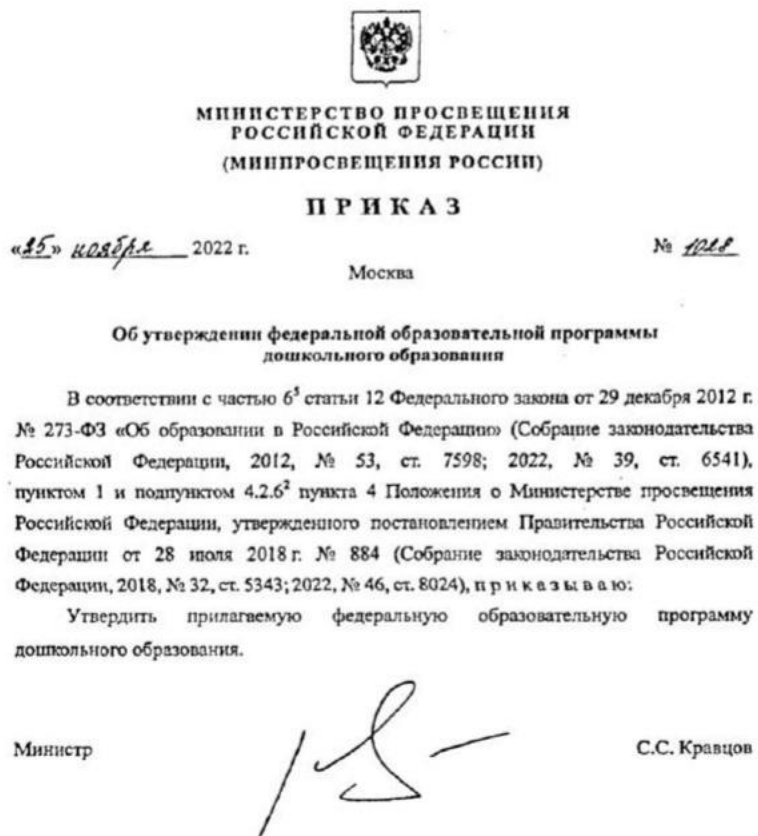 МИНИСТЕРСТВО ПРОСВЕЩЕНИЯ
РОССИЙСКОЙ ФЕДЕРАЦИИ
(МИНПРОСВЕЩЕНИЯ РОССИИ)
ПРИКАЗ
«25» ноября 2022 г. № 1028
Москва
Об утверждении федеральной образовательной программы
дошкольного образования
В соответствии с частью 6⁵ статьи 12 Федерального закона от 29 декабря 2012 г.
№ 273-ФЗ «Об образовании в Российской Федерации» (Собрание законодательства
Российской Федерации, 2012, № 53, ст. 7598; 2022, № 39, ст. 6541),
пунктом 1 и подпунктом 4.2.6² пункта 4 Положения о Министерстве просвещения
Российской Федерации, утвержденного постановлением Правительства Российской
Федерации от 28 июля 2018 г. № 884 (Собрание законодательства Российской
Федерации, 2018, № 32, ст. 5343; 2022, № 46, ст. 8024), п р и к а з ы в а ю:
Утвердить прилагаемую федеральную образовательную программу
дошкольного образования.
Министр С.С. Кравцов